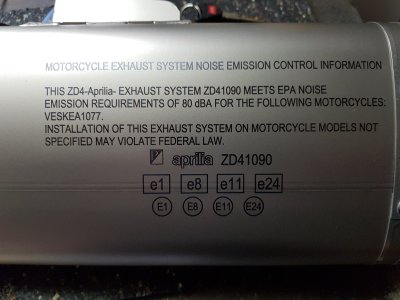 MOTORCYCLE EXHAUST SYSTEM NOISE EMISSION CONTROL INFORMATION
THIS ZD4-Aprilia- EXHAUST SYSTEM ZD41090 MEETS EPA NOISE
EMISSION REQUIREMENTS OF 80 dBA FOR THE FOLLOWING MOTORCYCLES:
VESKEA1077.
INSTALLATION OF THIS EXHAUST SYSTEM ON MOTORCYCLE MODELS NOT
SPECIFIED MAY VIOLATE FEDERAL LAW.
aprilia ZD41090
e1 e8 e11 e24
E1 E8 E11 E24